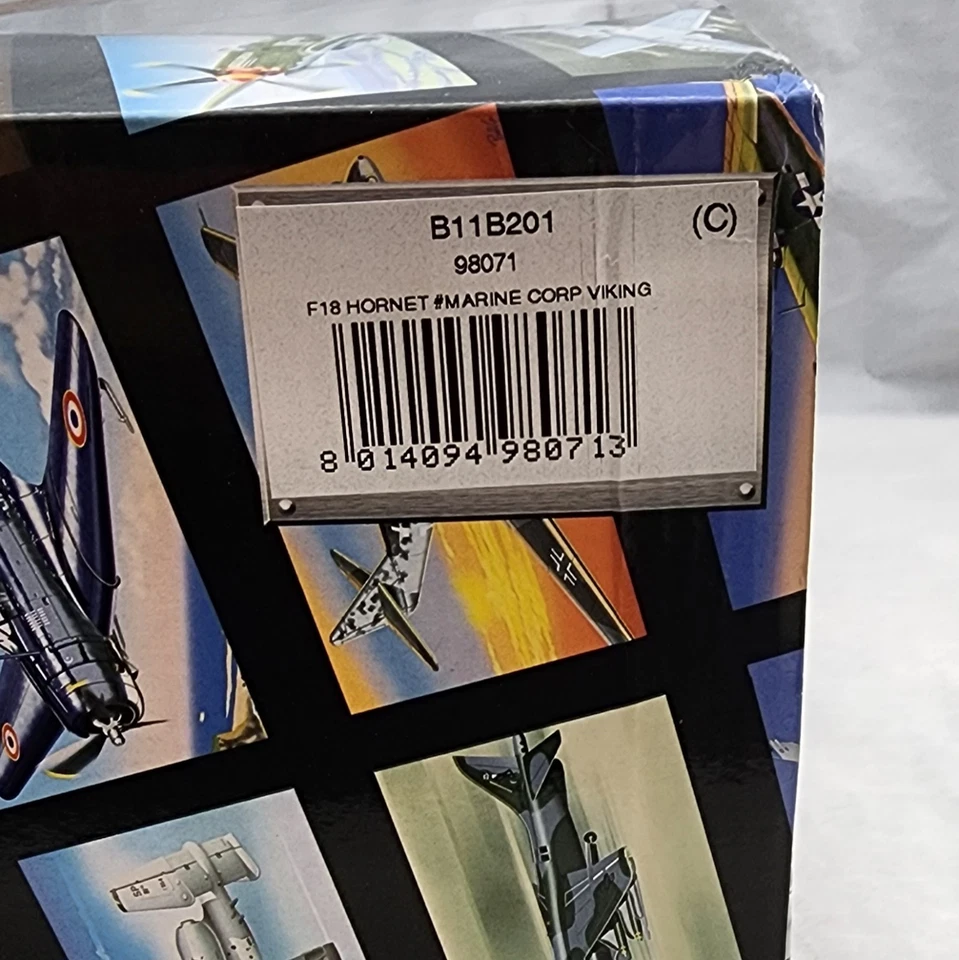 B11B201
(C)
98071
F18 HORNET #MARINE CORP VIKING
8 014094 980713